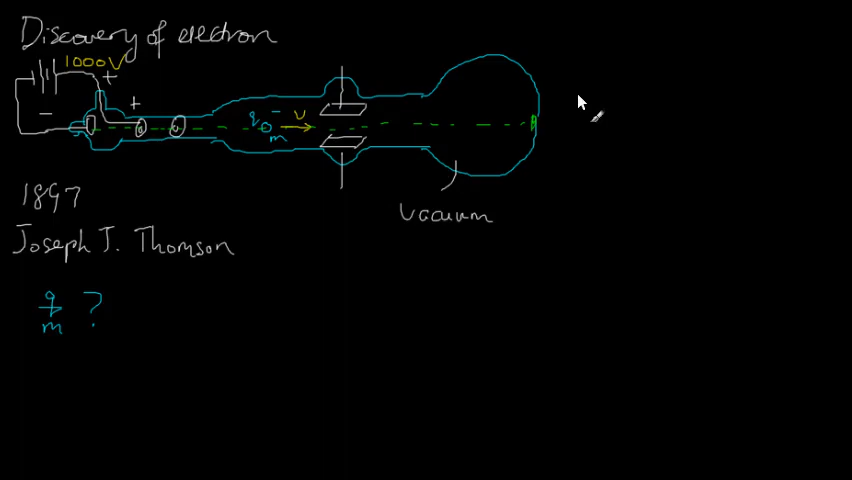 Discovery of electron
1000V
+
+
-
q -
v
m
vacuum
1897
Joseph J. Thomson
q/m ?